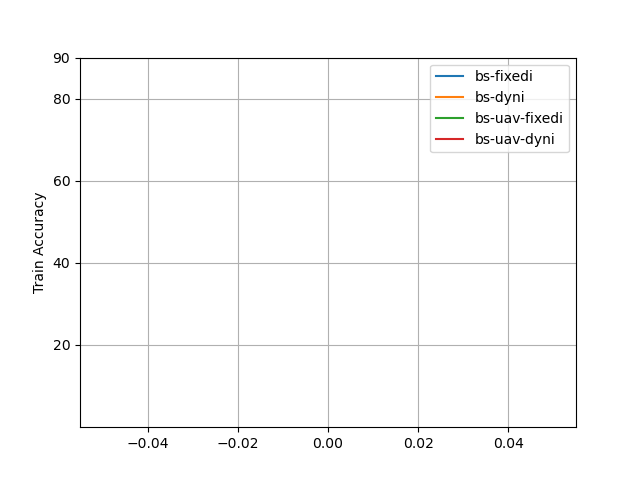 90
80
60
40
20
Train Accuracy
bs-fixedi
bs-dyni
bs-uav-fixedi
bs-uav-dyni
−0.04 −0.02 0.00 0.02 0.04